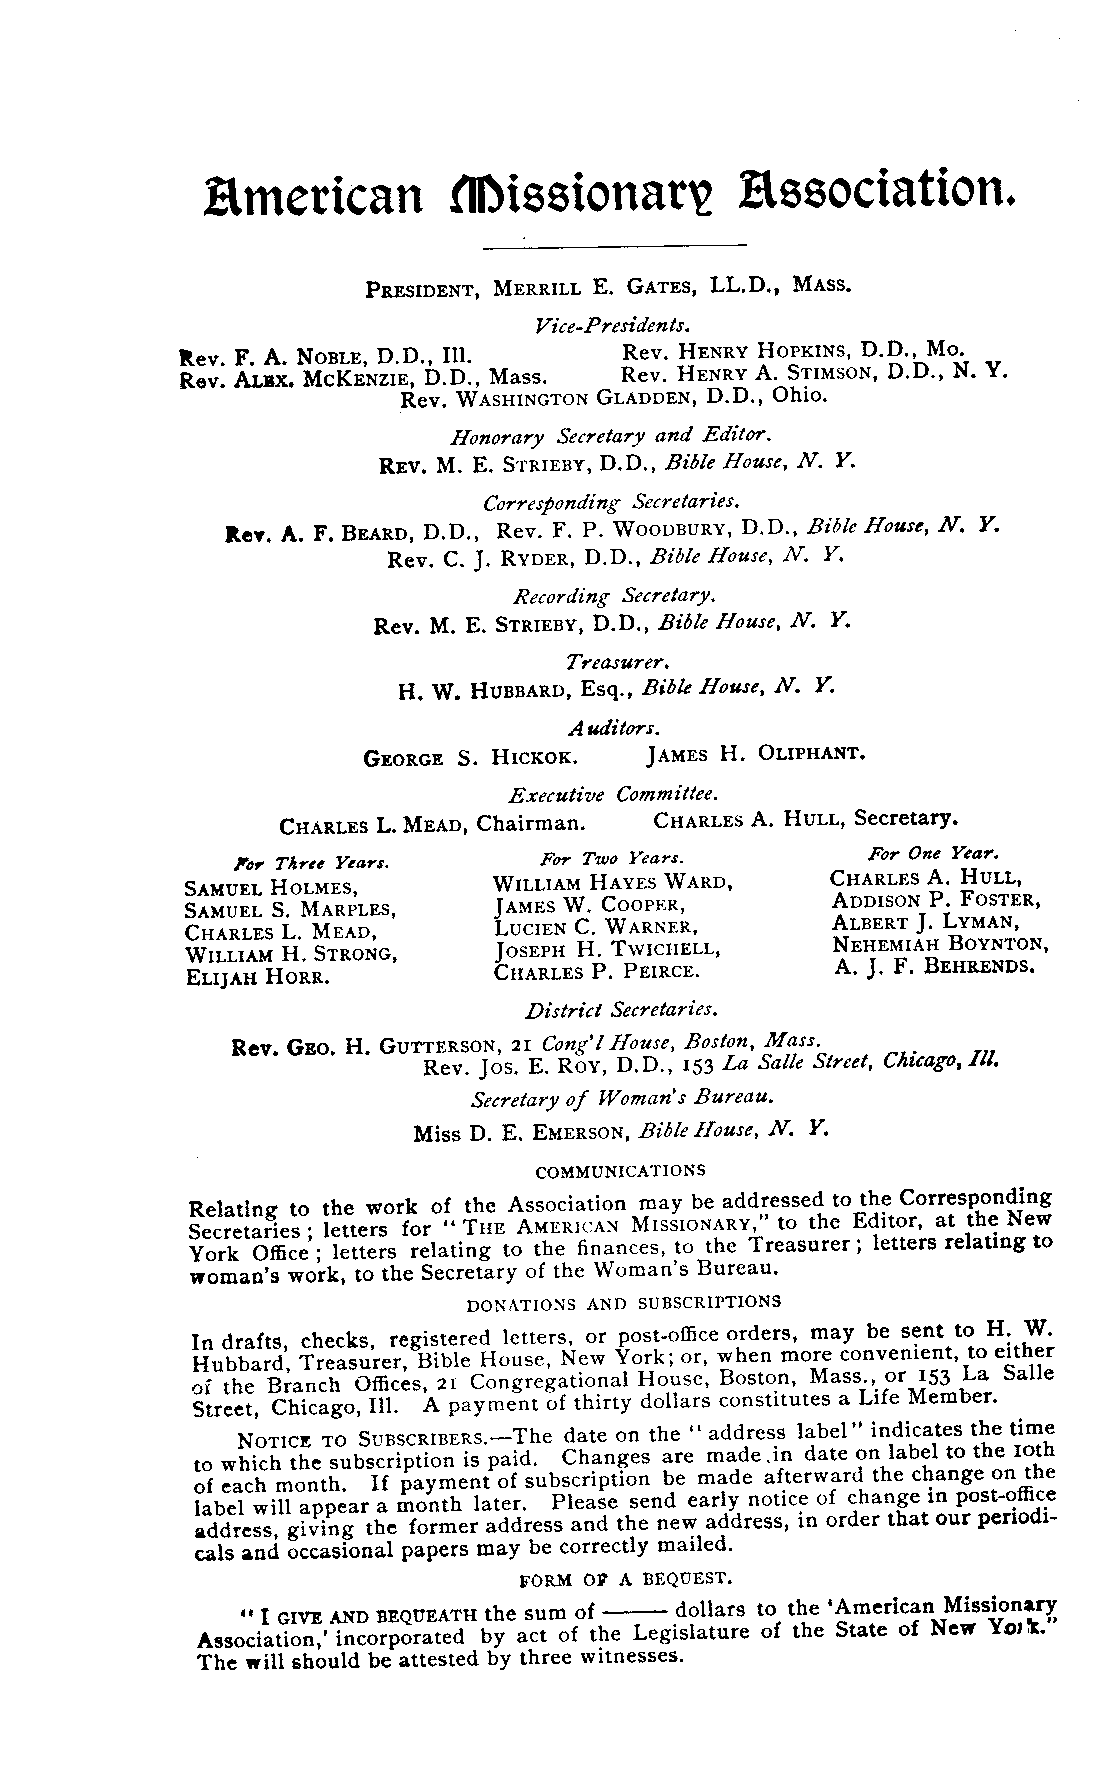 American Missionary Association.
PRESIDENT, MERRILL E. GATES, LL.D., MASS.
Vice-Presidents.
Rev. F. A. NOBLE, D.D., Ill. Rev. HENRY HOPKINS, D.D., Mo.
Rev. ALEX. MCKENZIE, D.D., Mass. Rev. HENRY A. STIMSON, D.D., N. Y.
Rev. WASHINGTON GLADDEN, D.D., Ohio.
Honorary Secretary and Editor.
REV. M. E. STRIEBY, D.D., Bible House, N. Y.
Corresponding Secretaries.
Rev. A. F. BEARD, D.D., Rev. F. P. WOODBURY, D.D., Bible House, N. Y.
Rev. C. J. RYDER, D.D., Bible House, N. Y.
Recording Secretary.
Rev. M. E. STRIEBY, D.D., Bible House, N. Y.
Treasurer.
H. W. HUBBARD, Esq., Bible House, N. Y.
Auditors.
GEORGE S. HICKOK. JAMES H. OLIPHANT.
Executive Committee.
CHARLES L. MEAD, Chairman. CHARLES A. HULL, Secretary.
For Three Years. For Two Years. For One Year.
SAMUEL HOLMES, WILLIAM HAYES WARD, CHARLES A. HULL,
SAMUEL S. MARPLES, JAMES W. COOPER, ADDISON P. FOSTER,
CHARLES L. MEAD, LUCIEN C. WARNER, ALBERT J. LYMAN,
WILLIAM H. STRONG, JOSEPH H. TWICHELL, NEHEMIAH BOYNTON,
ELIJAH HORR. CHARLES P. PEIRCE. A. J. F. BEHRENDS.
District Secretaries.
Rev. GEO. H. GUTTERSON, 21 Cong'l House, Boston, Mass.
Rev. JOS. E. ROY, D.D., 153 La Salle Street, Chicago, Ill.
Secretary of Woman's Bureau.
Miss D. E. EMERSON, Bible House, N. Y.
COMMUNICATIONS
Relating to the work of the Association may be addressed to the Corresponding
Secretaries; letters for "THE AMERICAN MISSIONARY," to the Editor, at the New
York Office; letters relating to the finances, to the Treasurer; letters relating to
woman's work, to the Secretary of the Woman's Bureau.
DONATIONS AND SUBSCRIPTIONS
In drafts, checks, registered letters, or post-office orders, may be sent to H. W.
Hubbard, Treasurer, Bible House, New York; or, when more convenient, to either
of the Branch Offices, 21 Congregational House, Boston, Mass., or 153 La Salle
Street, Chicago, Ill. A payment of thirty dollars constitutes a Life Member.
NOTICE TO SUBSCRIBERS.—The date on the "address label" indicates the time
to which the subscription is paid. Changes are made in date on label to the 10th
of each month. If payment of subscription be made afterward the change on the
label will appear a month later. Please send early notice of change in post-office
address, giving the former address and the new address, in order that our periodi-
cals and occasional papers may be correctly mailed.
FORM OF A BEQUEST.
"I GIVE AND BEQUEATH the sum of —— dollars to the 'American Missionary
Association,' incorporated by act of the Legislature of the State of New York."
The will should be attested by three witnesses.